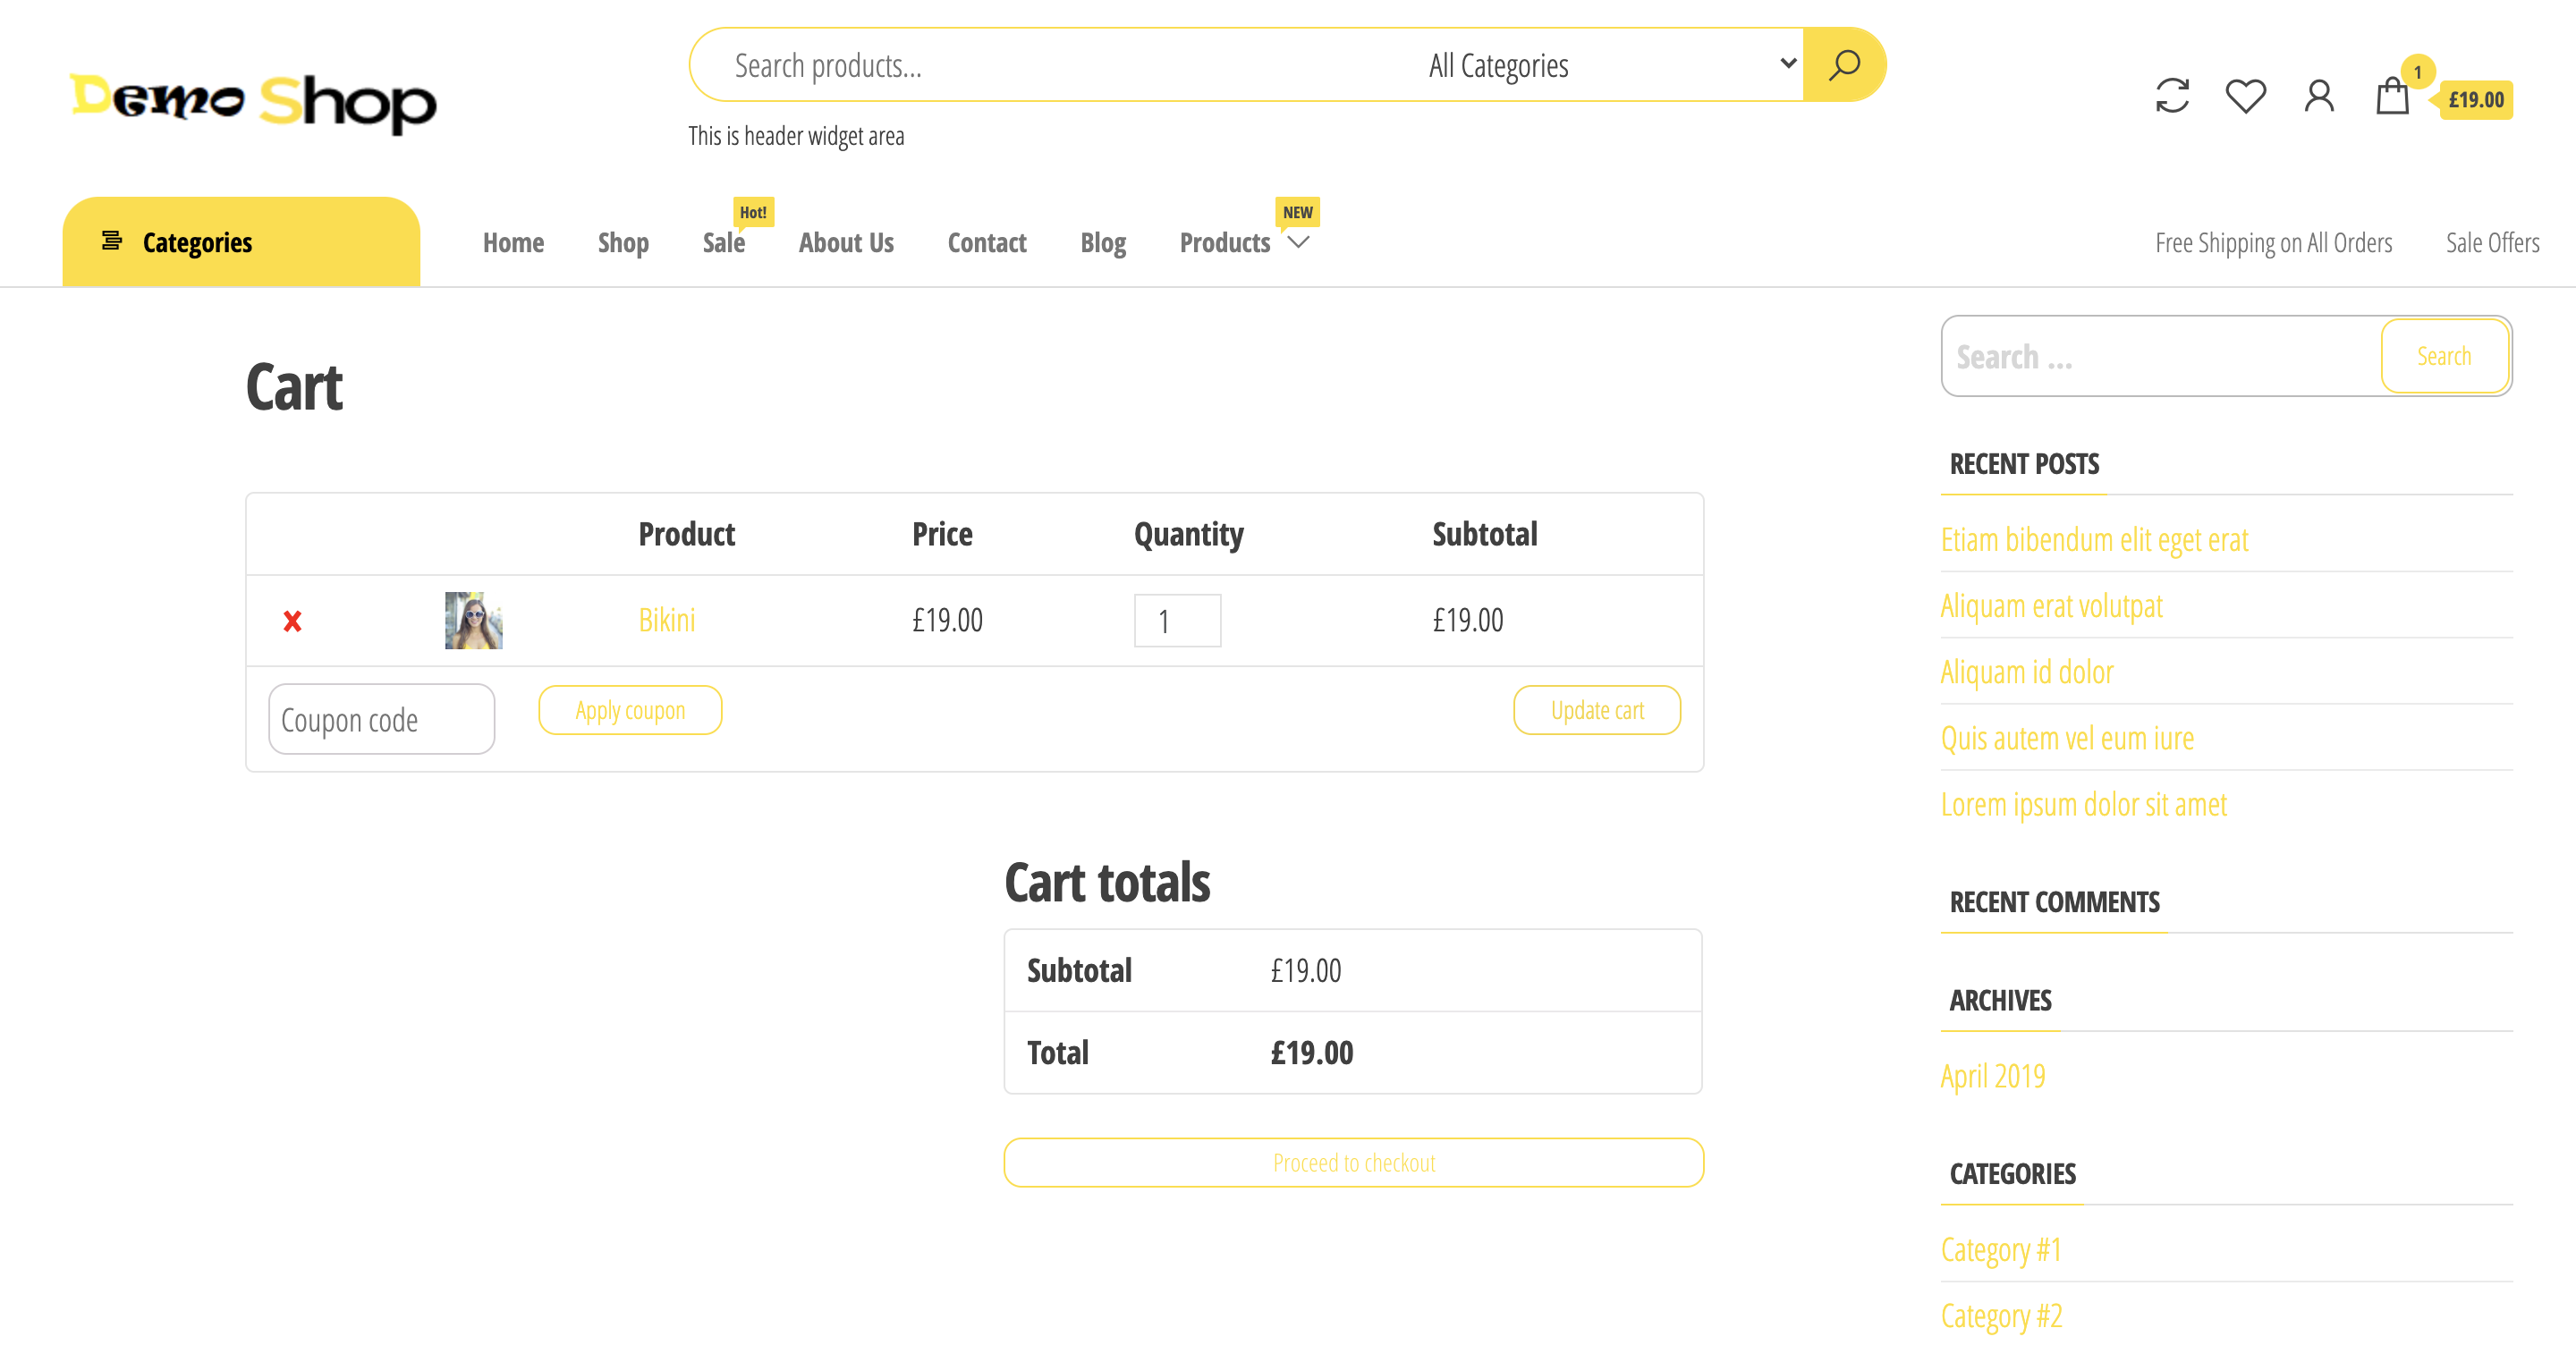 Demo Shop
Search products...
All Categories
This is header widget area
1
£19.00
Categories
Home
Shop
Sale
Hot!
About Us
Contact
Blog
Products
NEW
Free Shipping on All Orders
Sale Offers
Cart
Product Price Quantity Subtotal
Bikini £19.00 1 £19.00
Coupon code
Apply coupon
Update cart
Cart totals
Subtotal £19.00
Total £19.00
Proceed to checkout
Search ...
Search
RECENT POSTS
Etiam bibendum elit eget erat
Aliquam erat volutpat
Aliquam id dolor
Quis autem vel eum iure
Lorem ipsum dolor sit amet
RECENT COMMENTS
ARCHIVES
April 2019
CATEGORIES
Category #1
Category #2